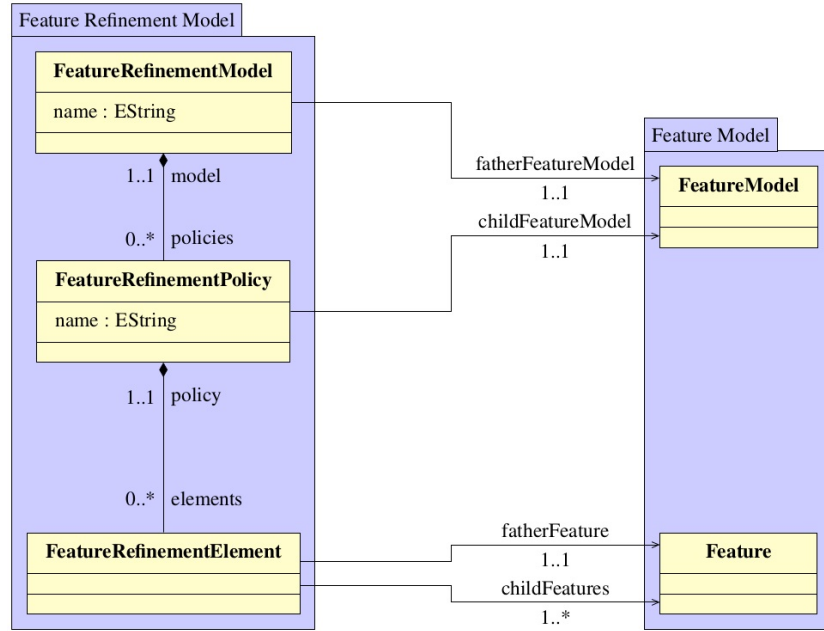 Feature Refinement Model
FeatureRefinementModel
name : EString
1..1 model
0..* policies
FeatureRefinementPolicy
name : EString
1..1 policy
0..* elements
FeatureRefinementElement
fatherFeatureModel
1..1
childFeatureModel
1..1
fatherFeature
1..1
childFeatures
1..*
Feature Model
FeatureModel
Feature